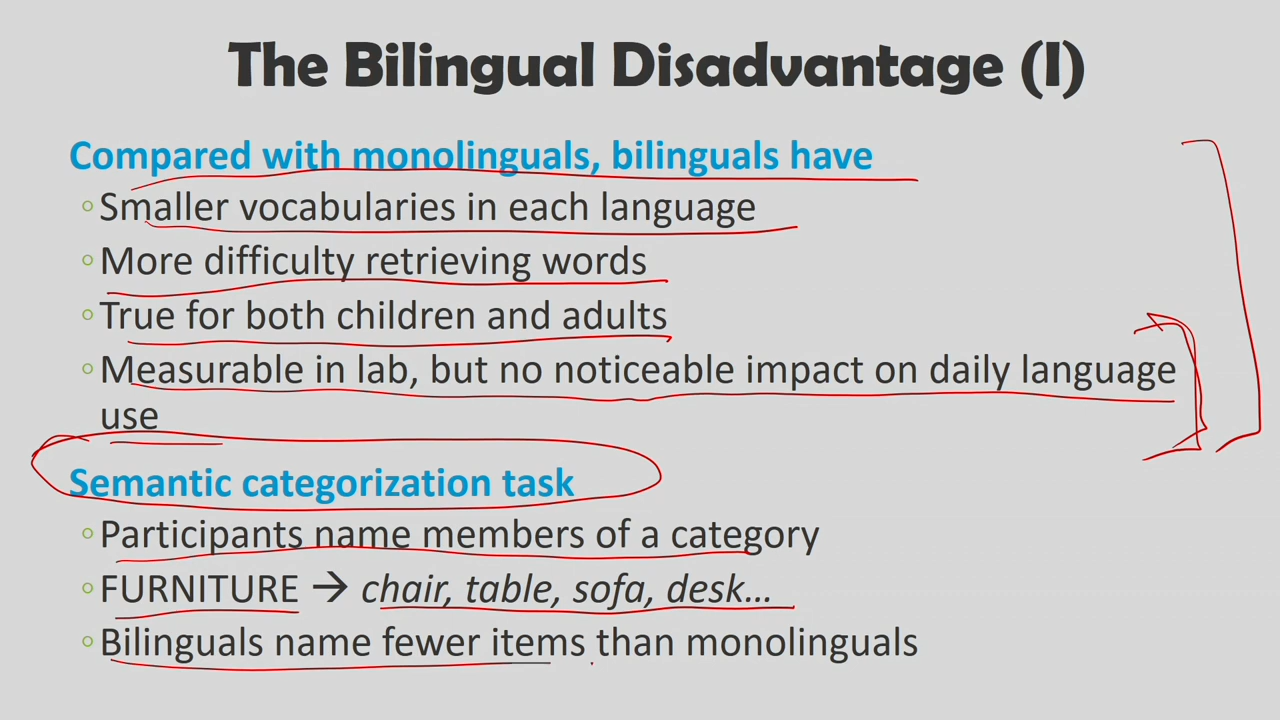 The Bilingual Disadvantage (I)
Compared with monolinguals, bilinguals have
◦Smaller vocabularies in each language
◦More difficulty retrieving words
◦True for both children and adults
◦Measurable in lab, but no noticeable impact on daily language
use
Semantic categorization task
◦Participants name members of a category
◦FURNITURE → chair, table, sofa, desk…
◦Bilinguals name fewer items than monolinguals